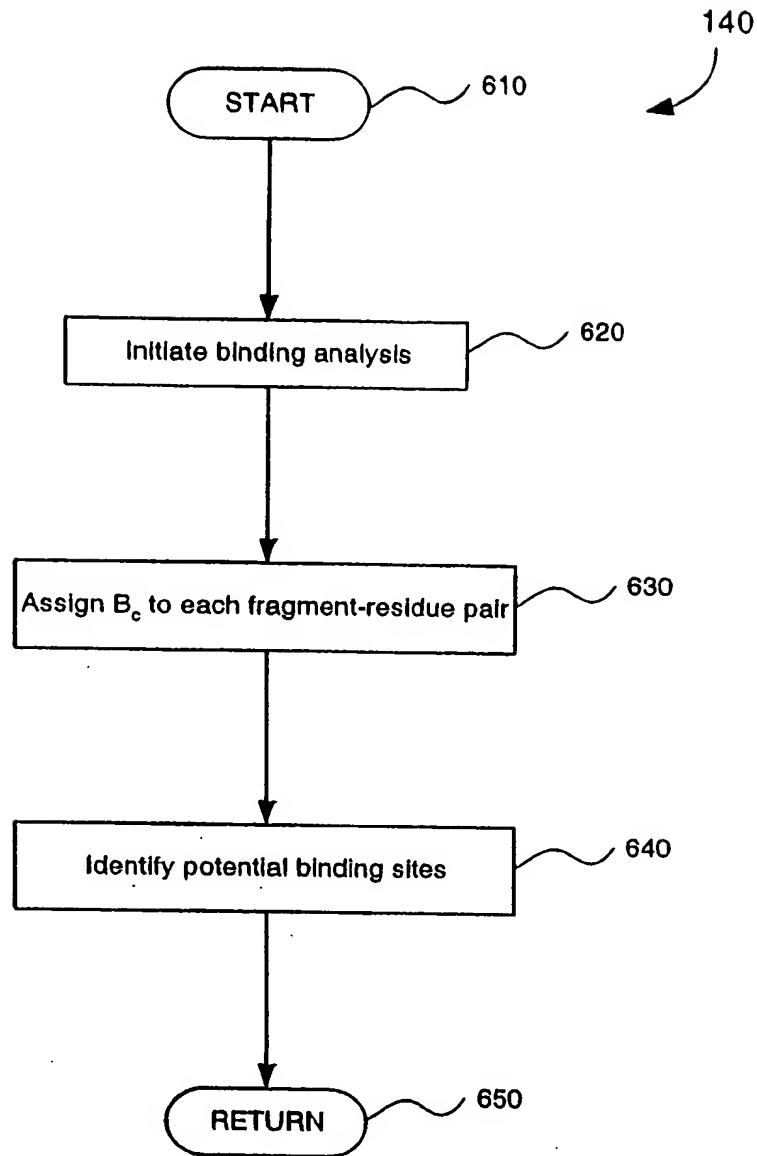 140
START
610
Initiate binding analysis
620
Assign Bc to each fragment-residue pair
630
Identify potential binding sites
640
RETURN
650